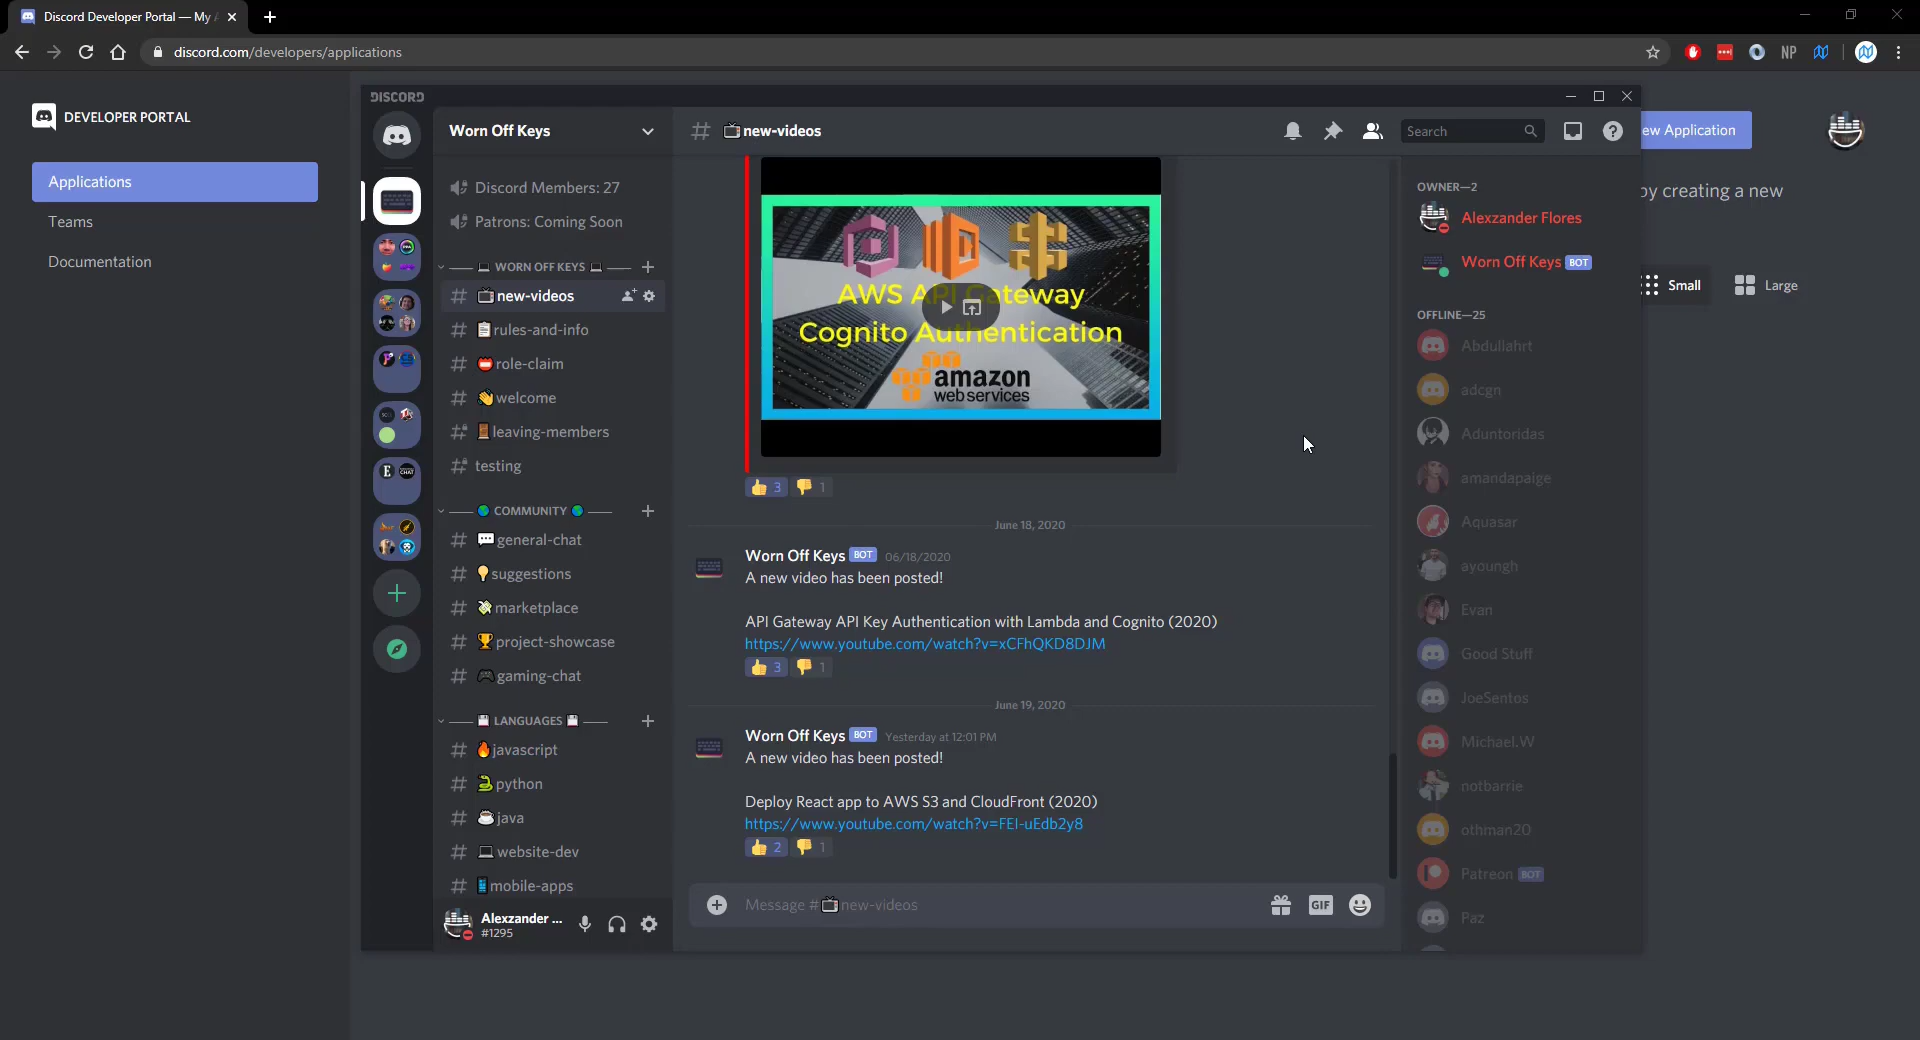 Discord Developer Portal — My
discord.com/developers/applications
NP
DEVELOPER PORTAL
Applications
Teams
Documentation
ew Application
by creating a new
Small
Large
DISCORD
Worn Off Keys
Discord Members: 27
Patrons: Coming Soon
WORN OFF KEYS
# new-videos
# rules-and-info
# role-claim
# welcome
# leaving-members
# testing
COMMUNITY
# general-chat
# suggestions
# marketplace
# project-showcase
# gaming-chat
LANGUAGES
# javascript
# python
# java
# website-dev
# mobile-apps
Alexzander ...
#1295
# new-videos
Search
AWS API Gateway
Cognito Authentication
amazon
web services
👍 3 👎 1
June 18, 2020
Worn Off Keys BOT 06/18/2020
A new video has been posted!
API Gateway API Key Authentication with Lambda and Cognito (2020)
https://www.youtube.com/watch?v=xCFhQKD8DJM
👍 3 👎 1
June 19, 2020
Worn Off Keys BOT Yesterday at 12:01 PM
A new video has been posted!
Deploy React app to AWS S3 and CloudFront (2020)
https://www.youtube.com/watch?v=FEI-uEdb2y8
👍 2 👎 1
Message # new-videos
GIF
OWNER—2
Alexzander Flores
Worn Off Keys BOT
OFFLINE—25
Abdullahrt
adcgn
Aduntoridas
amandapaige
Aquasar
ayoungh
Evan
Good Stuff
JoeSentos
Michael.W
notbarrie
othman20
Patreon BOT
Paz